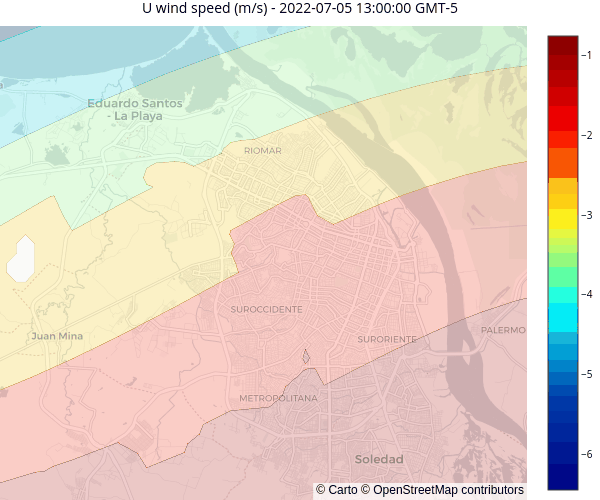 U wind speed (m/s) - 2022-07-05 13:00:00 GMT-5
−1
Eduardo Santos
- La Playa
−2
RIOMAR
−3
−4
SUROCCIDENTE
Juan Mina
SURORIENTE
PALERMO
−5
METROPOLITANA
Soledad
−6
© Carto © OpenStreetMap contributors